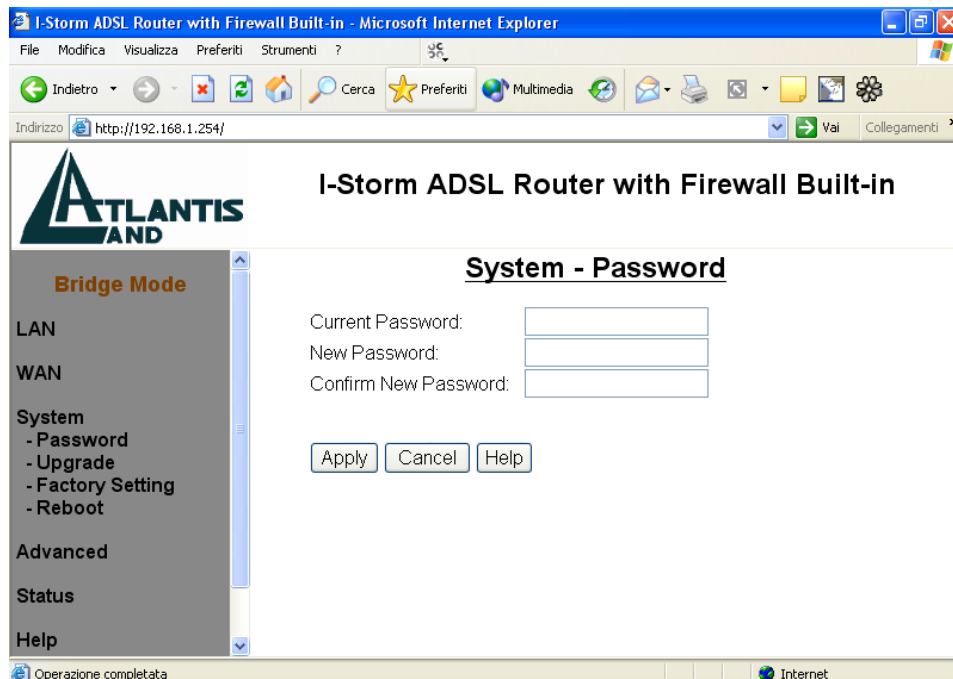 I-Storm ADSL Router with Firewall Built-in - Microsoft Internet Explorer
File Modifica Visualizza Preferiti Strumenti ?
Indietro Cerca Preferiti Multimedia
Indirizzo http://192.168.1.254/ Vai Collegamenti
ATLANTIS
LAND
I-Storm ADSL Router with Firewall Built-in
Bridge Mode
LAN
WAN
System
- Password
- Upgrade
- Factory Setting
- Reboot
Advanced
Status
Help
System - Password
Current Password:
New Password:
Confirm New Password:
Apply Cancel Help
Operazione completata Internet